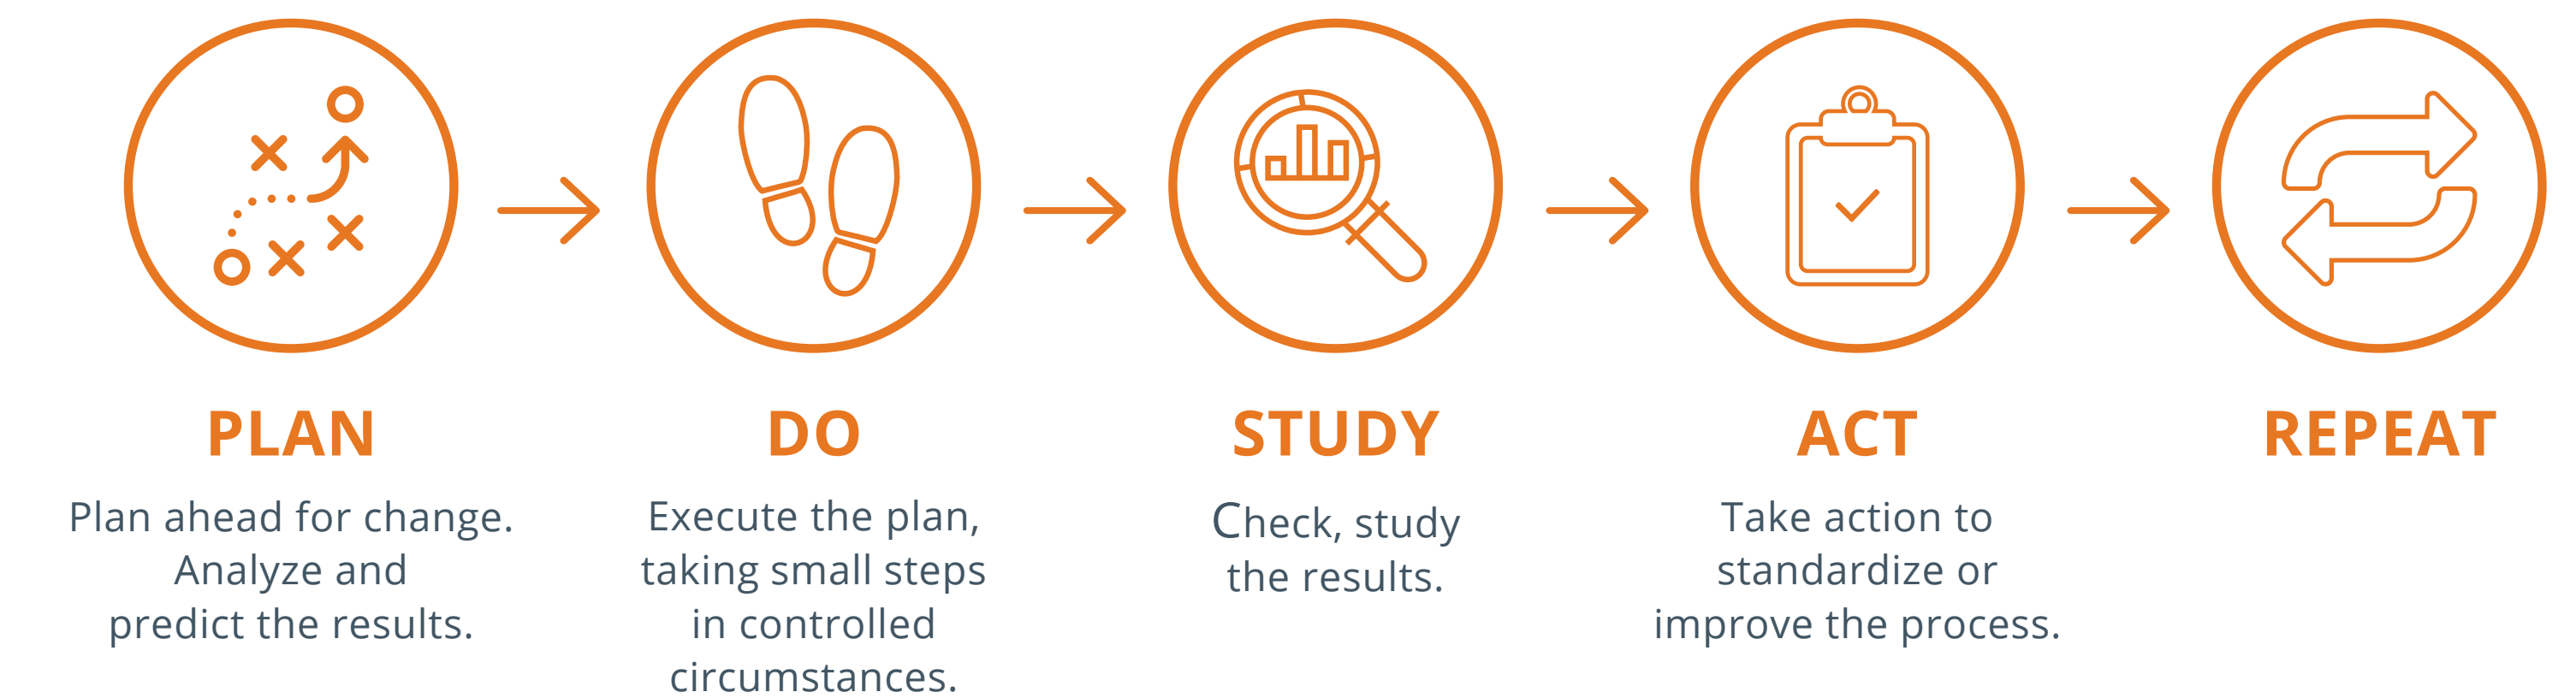 PLAN
Plan ahead for change.
Analyze and
predict the results.
DO
Execute the plan,
taking small steps
in controlled
circumstances.
STUDY
Check, study
the results.
ACT
Take action to
standardize or
improve the process.
REPEAT